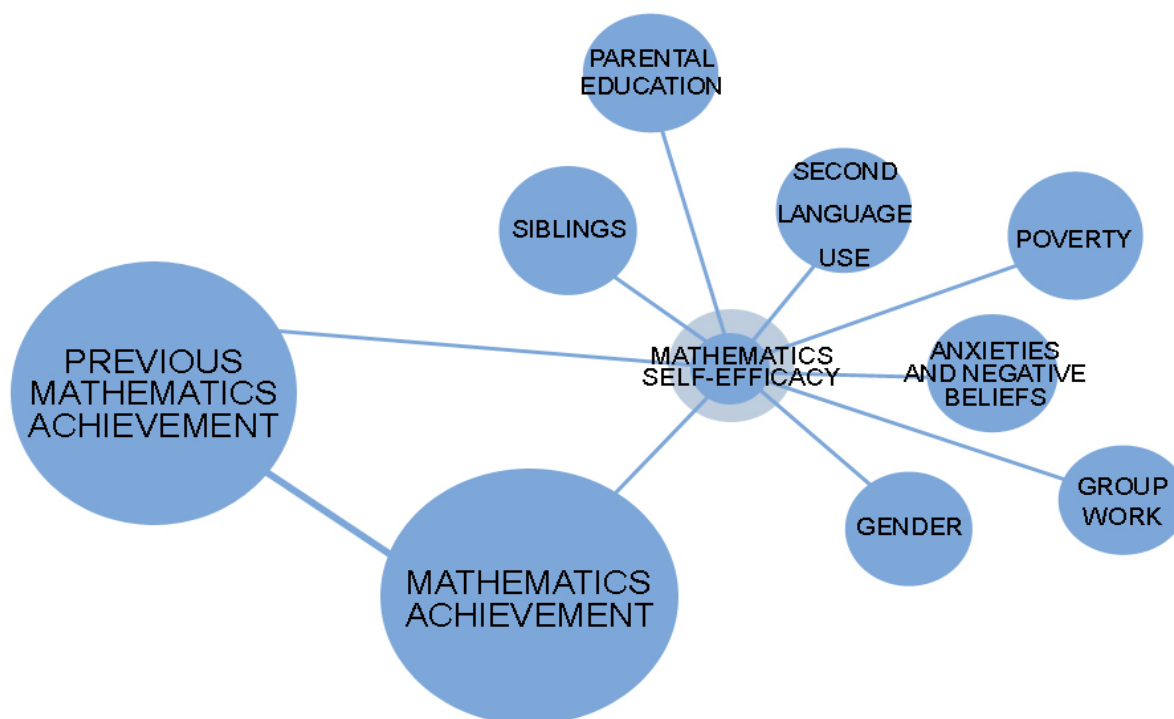 PARENTAL
EDUCATION
SECOND
LANGUAGE
USE
SIBLINGS
POVERTY
PREVIOUS
MATHEMATICS
ACHIEVEMENT
MATHEMATICS
SELF-EFFICACY
ANXIETIES
AND NEGATIVE
BELIEFS
GROUP
WORK
GENDER
MATHEMATICS
ACHIEVEMENT